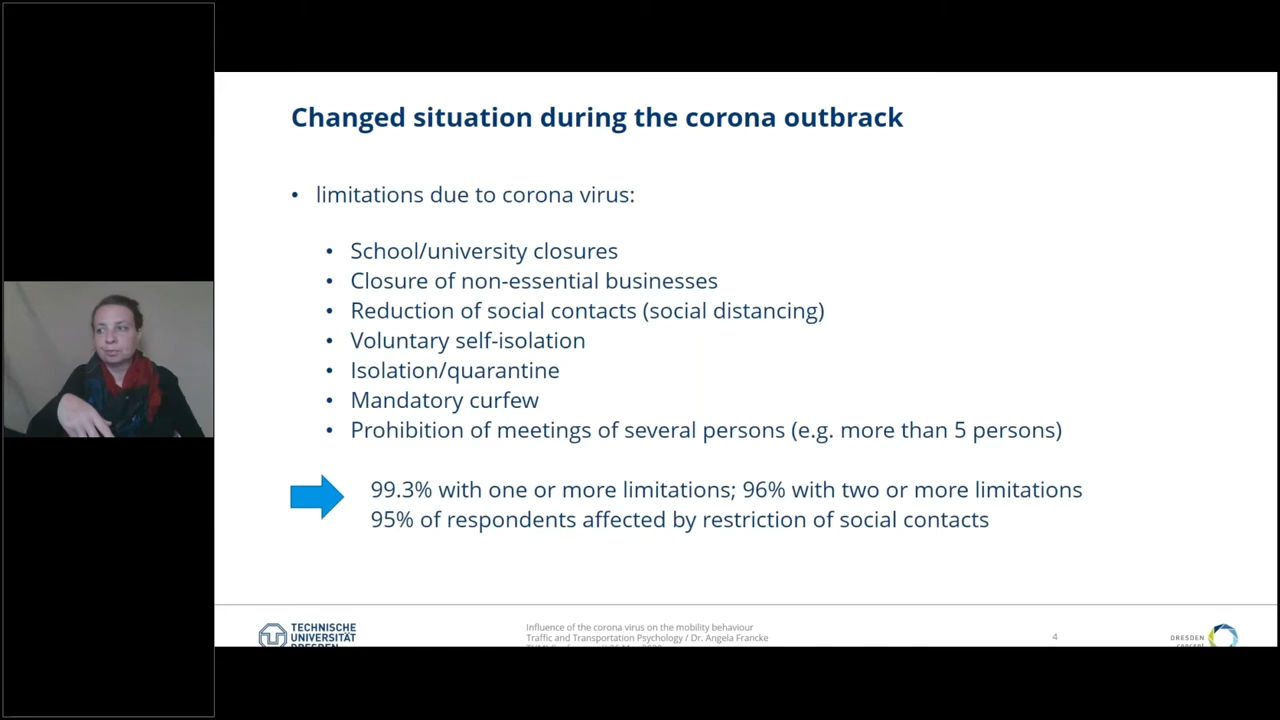 Changed situation during the corona outbrack
• limitations due to corona virus:
• School/university closures
• Closure of non-essential businesses
• Reduction of social contacts (social distancing)
• Voluntary self-isolation
• Isolation/quarantine
• Mandatory curfew
• Prohibition of meetings of several persons (e.g. more than 5 persons)
99.3% with one or more limitations; 96% with two or more limitations
95% of respondents affected by restriction of social contacts
TECHNISCHE
UNIVERSITÄT
DRESDEN
Influence of the corona virus on the mobility behaviour
Traffic and Transportation Psychology / Dr. Angela Francke
4
DRESDEN
concept